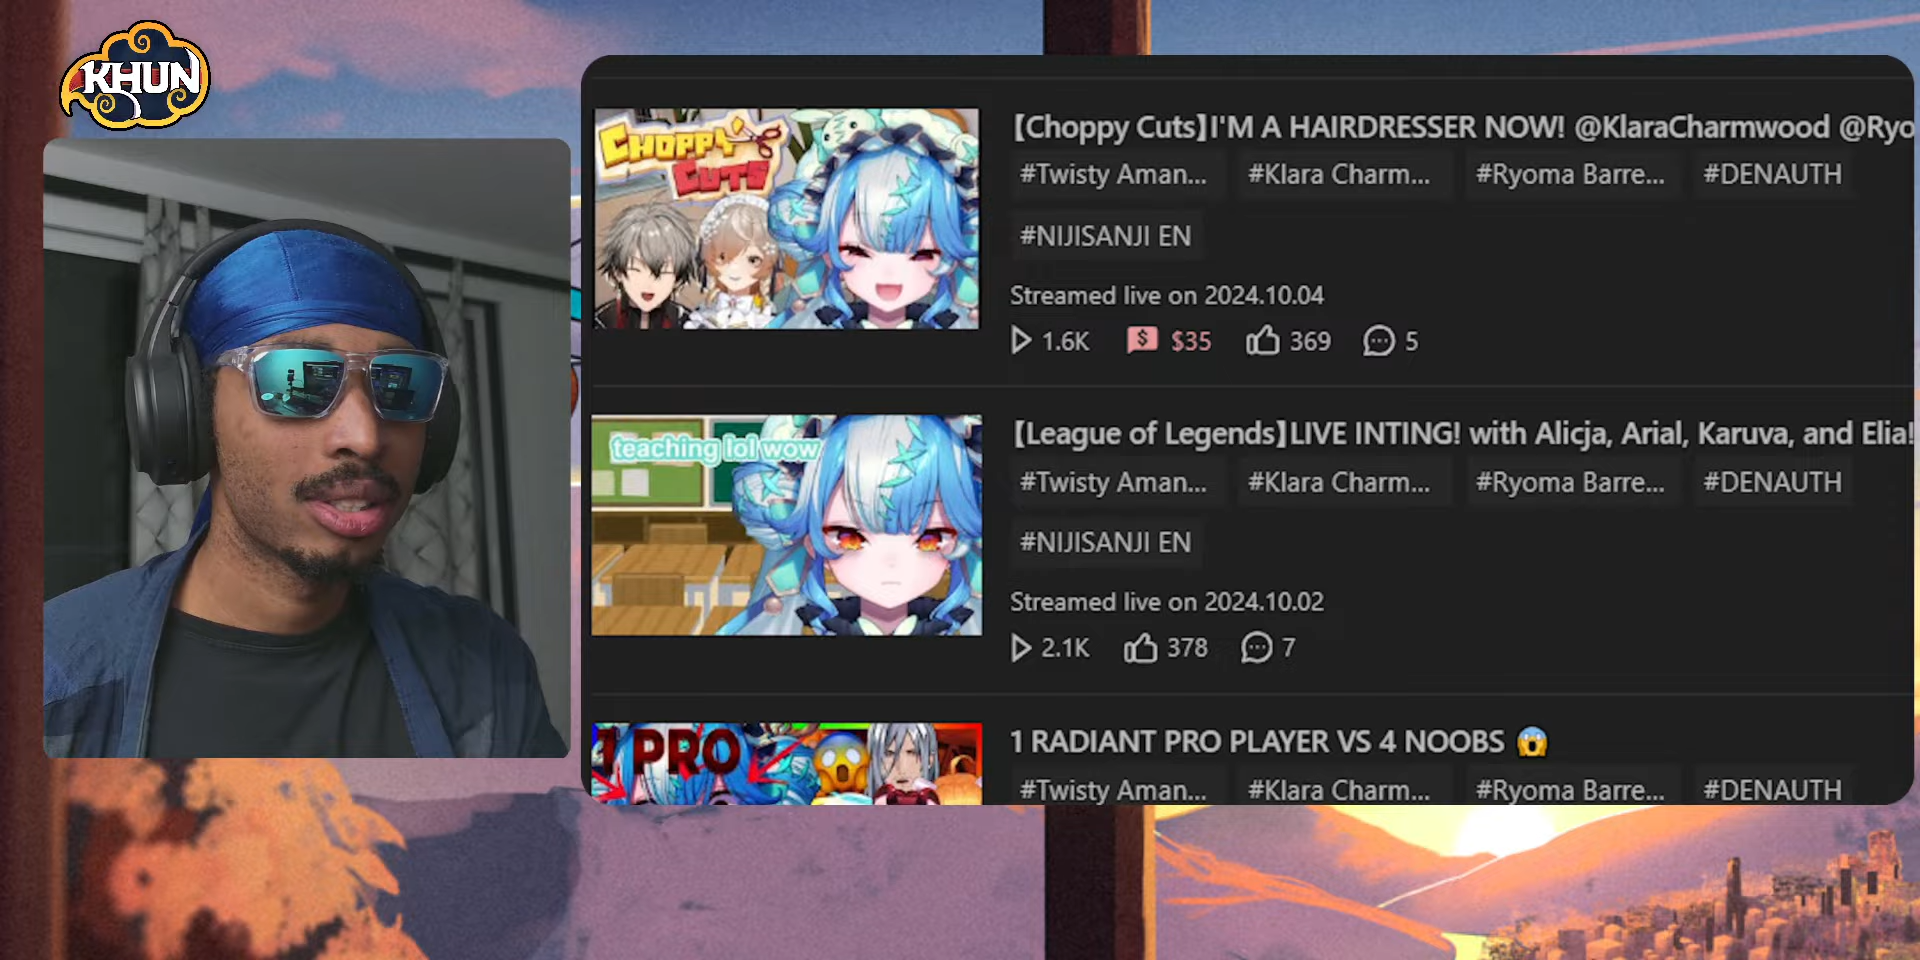 KHUN
CHOPPY CUTS
【Choppy Cuts】I'M A HAIRDRESSER NOW! @KlaraCharmwood @Ryo
#Twisty Aman... #Klara Charm... #Ryoma Barre... #DENAUTH
#NIJISANJI EN
Streamed live on 2024.10.04
1.6K $ $35 369 5
teaching lol wow
【League of Legends】LIVE INTING! with Alicja, Arial, Karuva, and Elia!
#Twisty Aman... #Klara Charm... #Ryoma Barre... #DENAUTH
#NIJISANJI EN
Streamed live on 2024.10.02
2.1K 378 7
1 PRO
1 RADIANT PRO PLAYER VS 4 NOOBS 😱
#Twisty Aman... #Klara Charm... #Ryoma Barre... #DENAUTH